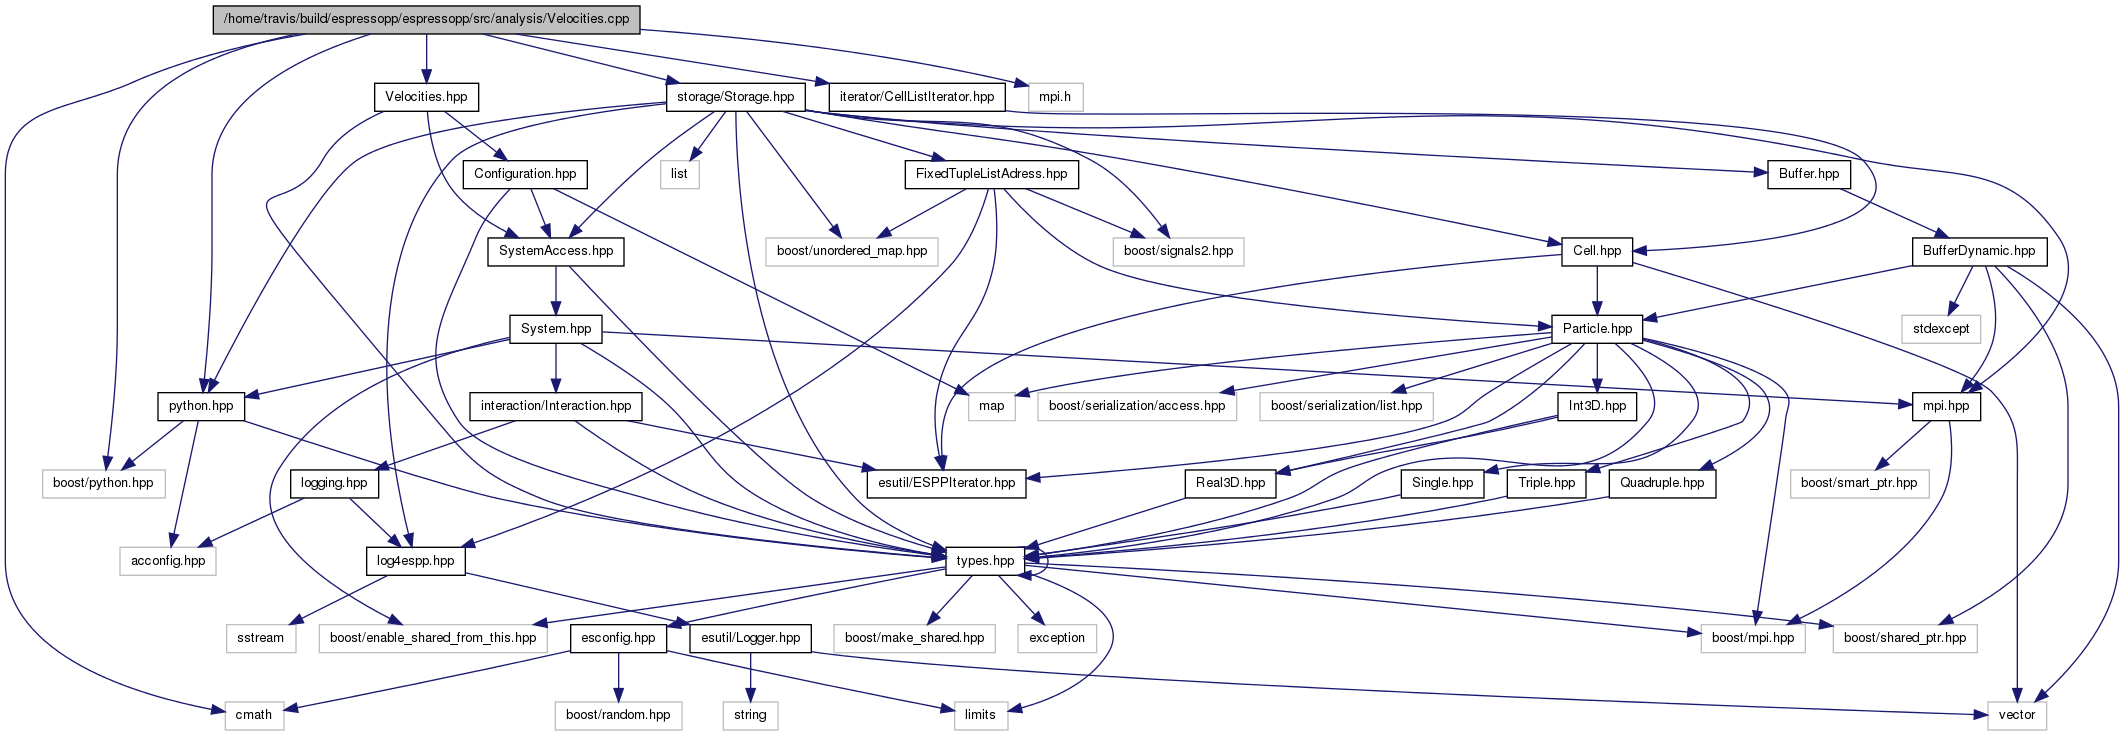 /home/travis/build/espressopp/espressopp/src/analysis/Velocities.cpp
Velocities.hpp
storage/Storage.hpp
iterator/CellListIterator.hpp
mpi.h
Configuration.hpp
list
FixedTupleListAdress.hpp
Buffer.hpp
SystemAccess.hpp
boost/unordered_map.hpp
boost/signals2.hpp
Cell.hpp
BufferDynamic.hpp
System.hpp
Particle.hpp
stdexcept
python.hpp
interaction/Interaction.hpp
map
boost/serialization/access.hpp
boost/serialization/list.hpp
Int3D.hpp
mpi.hpp
boost/python.hpp
logging.hpp
esutil/ESPPIterator.hpp
Real3D.hpp
Single.hpp
Triple.hpp
Quadruple.hpp
boost/smart_ptr.hpp
acconfig.hpp
log4espp.hpp
types.hpp
sstream
boost/enable_shared_from_this.hpp
esconfig.hpp
esutil/Logger.hpp
boost/make_shared.hpp
exception
boost/mpi.hpp
boost/shared_ptr.hpp
cmath
boost/random.hpp
string
limits
vector